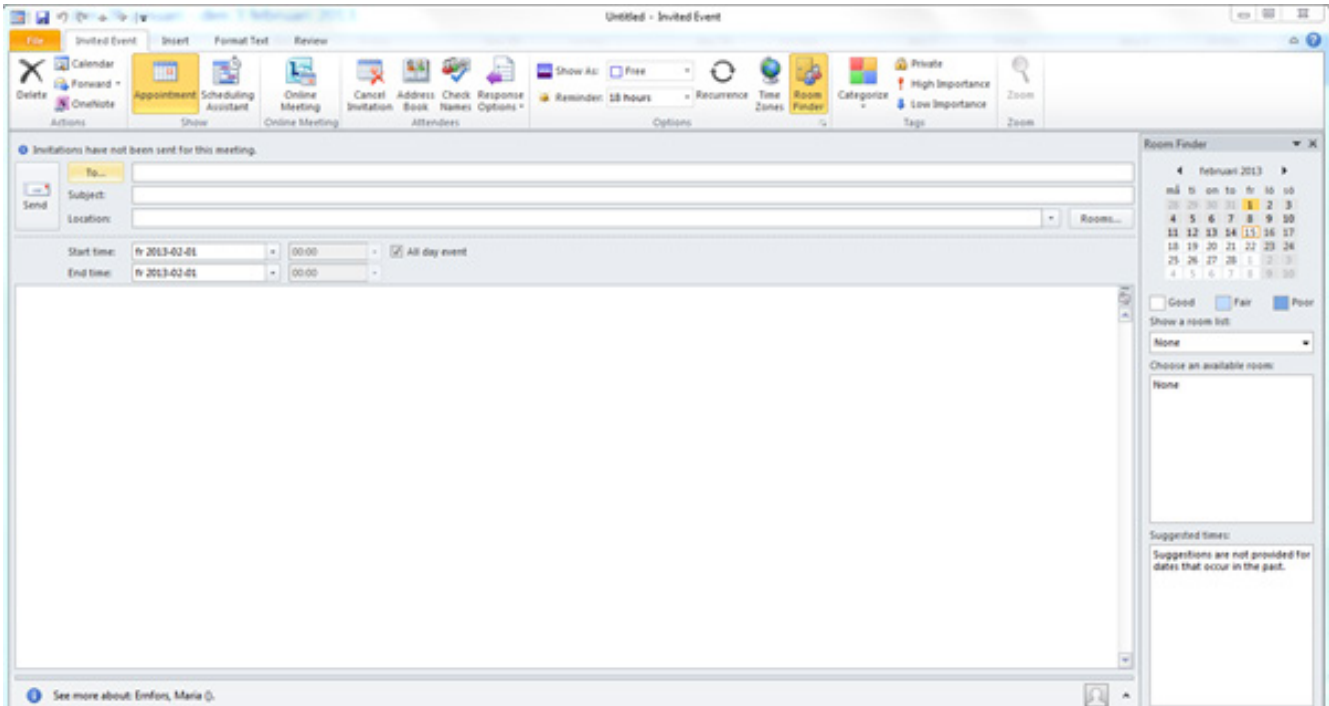 Untitled - Invited Event
File Invited Event Insert Format Text Review
Delete Calendar Forward OneNote Appointment Scheduling Assistant Online Meeting Cancel Invitation Address Book Check Names Response Options Show As: Free Reminder: 18 hours Recurrence Time Zones Room Finder Categorize Private High Importance Low Importance Zoom
Actions Show Online Meeting Attendees Options Tags Zoom
Invitations have not been sent for this meeting.
Send
To...
Subject:
Location: Rooms...
Start time: fr 2013-02-01 00:00 All day event
End time: fr 2013-02-01 00:00
Room Finder
februari 2013
må ti on to fr lö sö
28 29 30 31 1 2 3
4 5 6 7 8 9 10
11 12 13 14 15 16 17
18 19 20 21 22 23 24
25 26 27 28 1 2 3
4 5 6 7 8 9 10
Good Fair Poor
Show a room list:
None
Choose an available room:
None
Suggested times:
Suggestions are not provided for
dates that occur in the past.
See more about: Emfors, Maria ().